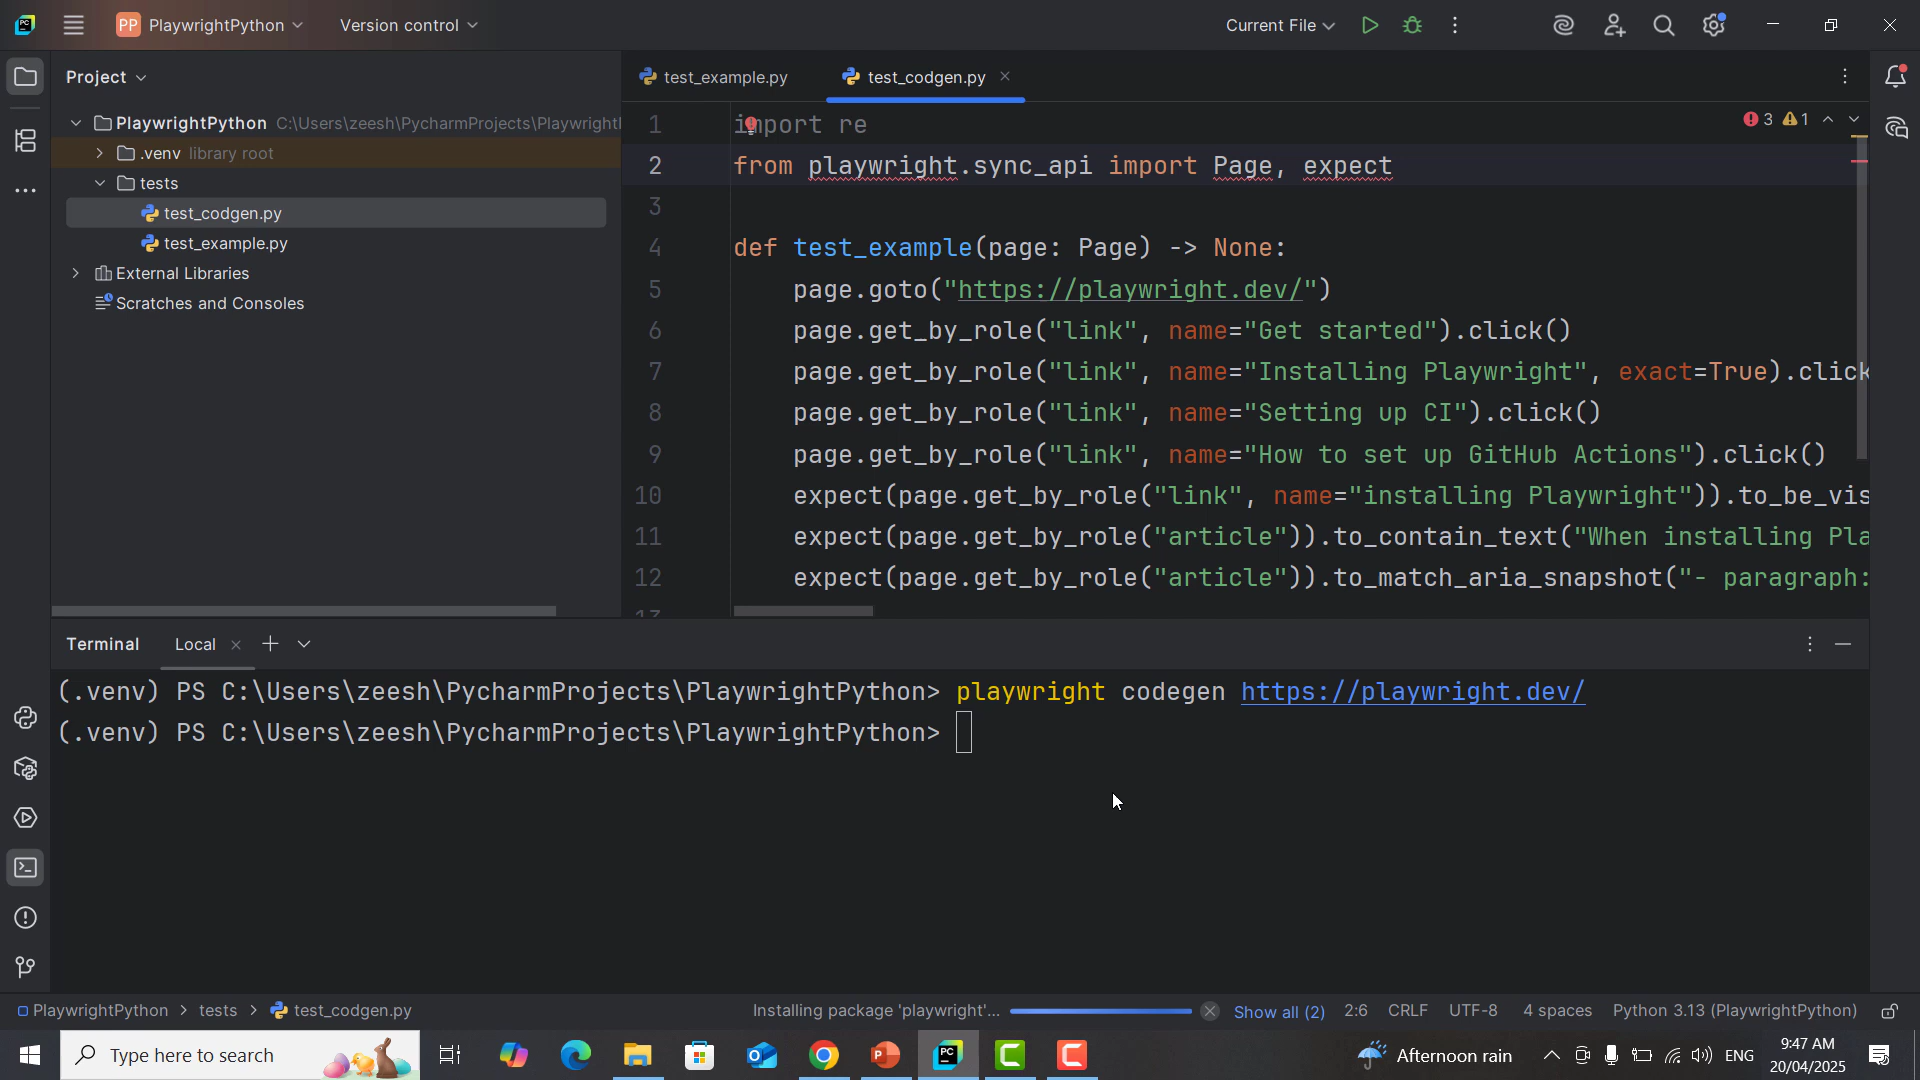 PP PlaywrightPython
Version control
Current File
Project
PlaywrightPython C:\Users\zeesh\PycharmProjects\Playwright
.venv library root
tests
test_codgen.py
test_example.py
External Libraries
Scratches and Consoles
test_example.py
test_codgen.py
3 1
1 import re
2 from playwright.sync_api import Page, expect
3
4 def test_example(page: Page) -> None:
5 page.goto("https://playwright.dev/")
6 page.get_by_role("link", name="Get started").click()
7 page.get_by_role("link", name="Installing Playwright", exact=True).click
8 page.get_by_role("link", name="Setting up CI").click()
9 page.get_by_role("link", name="How to set up GitHub Actions").click()
10 expect(page.get_by_role("link", name="installing Playwright")).to_be_vis
11 expect(page.get_by_role("article")).to_contain_text("When installing Pla
12 expect(page.get_by_role("article")).to_match_aria_snapshot("- paragraph:
13
Terminal
Local
(.venv) PS C:\Users\zeesh\PycharmProjects\PlaywrightPython> playwright codegen https://playwright.dev/
(.venv) PS C:\Users\zeesh\PycharmProjects\PlaywrightPython>
PlaywrightPython > tests > test_codgen.py
Installing package 'playwright'...
Show all (2)
2:6
CRLF
UTF-8
4 spaces
Python 3.13 (PlaywrightPython)
Type here to search
Afternoon rain
ENG
9:47 AM
20/04/2025